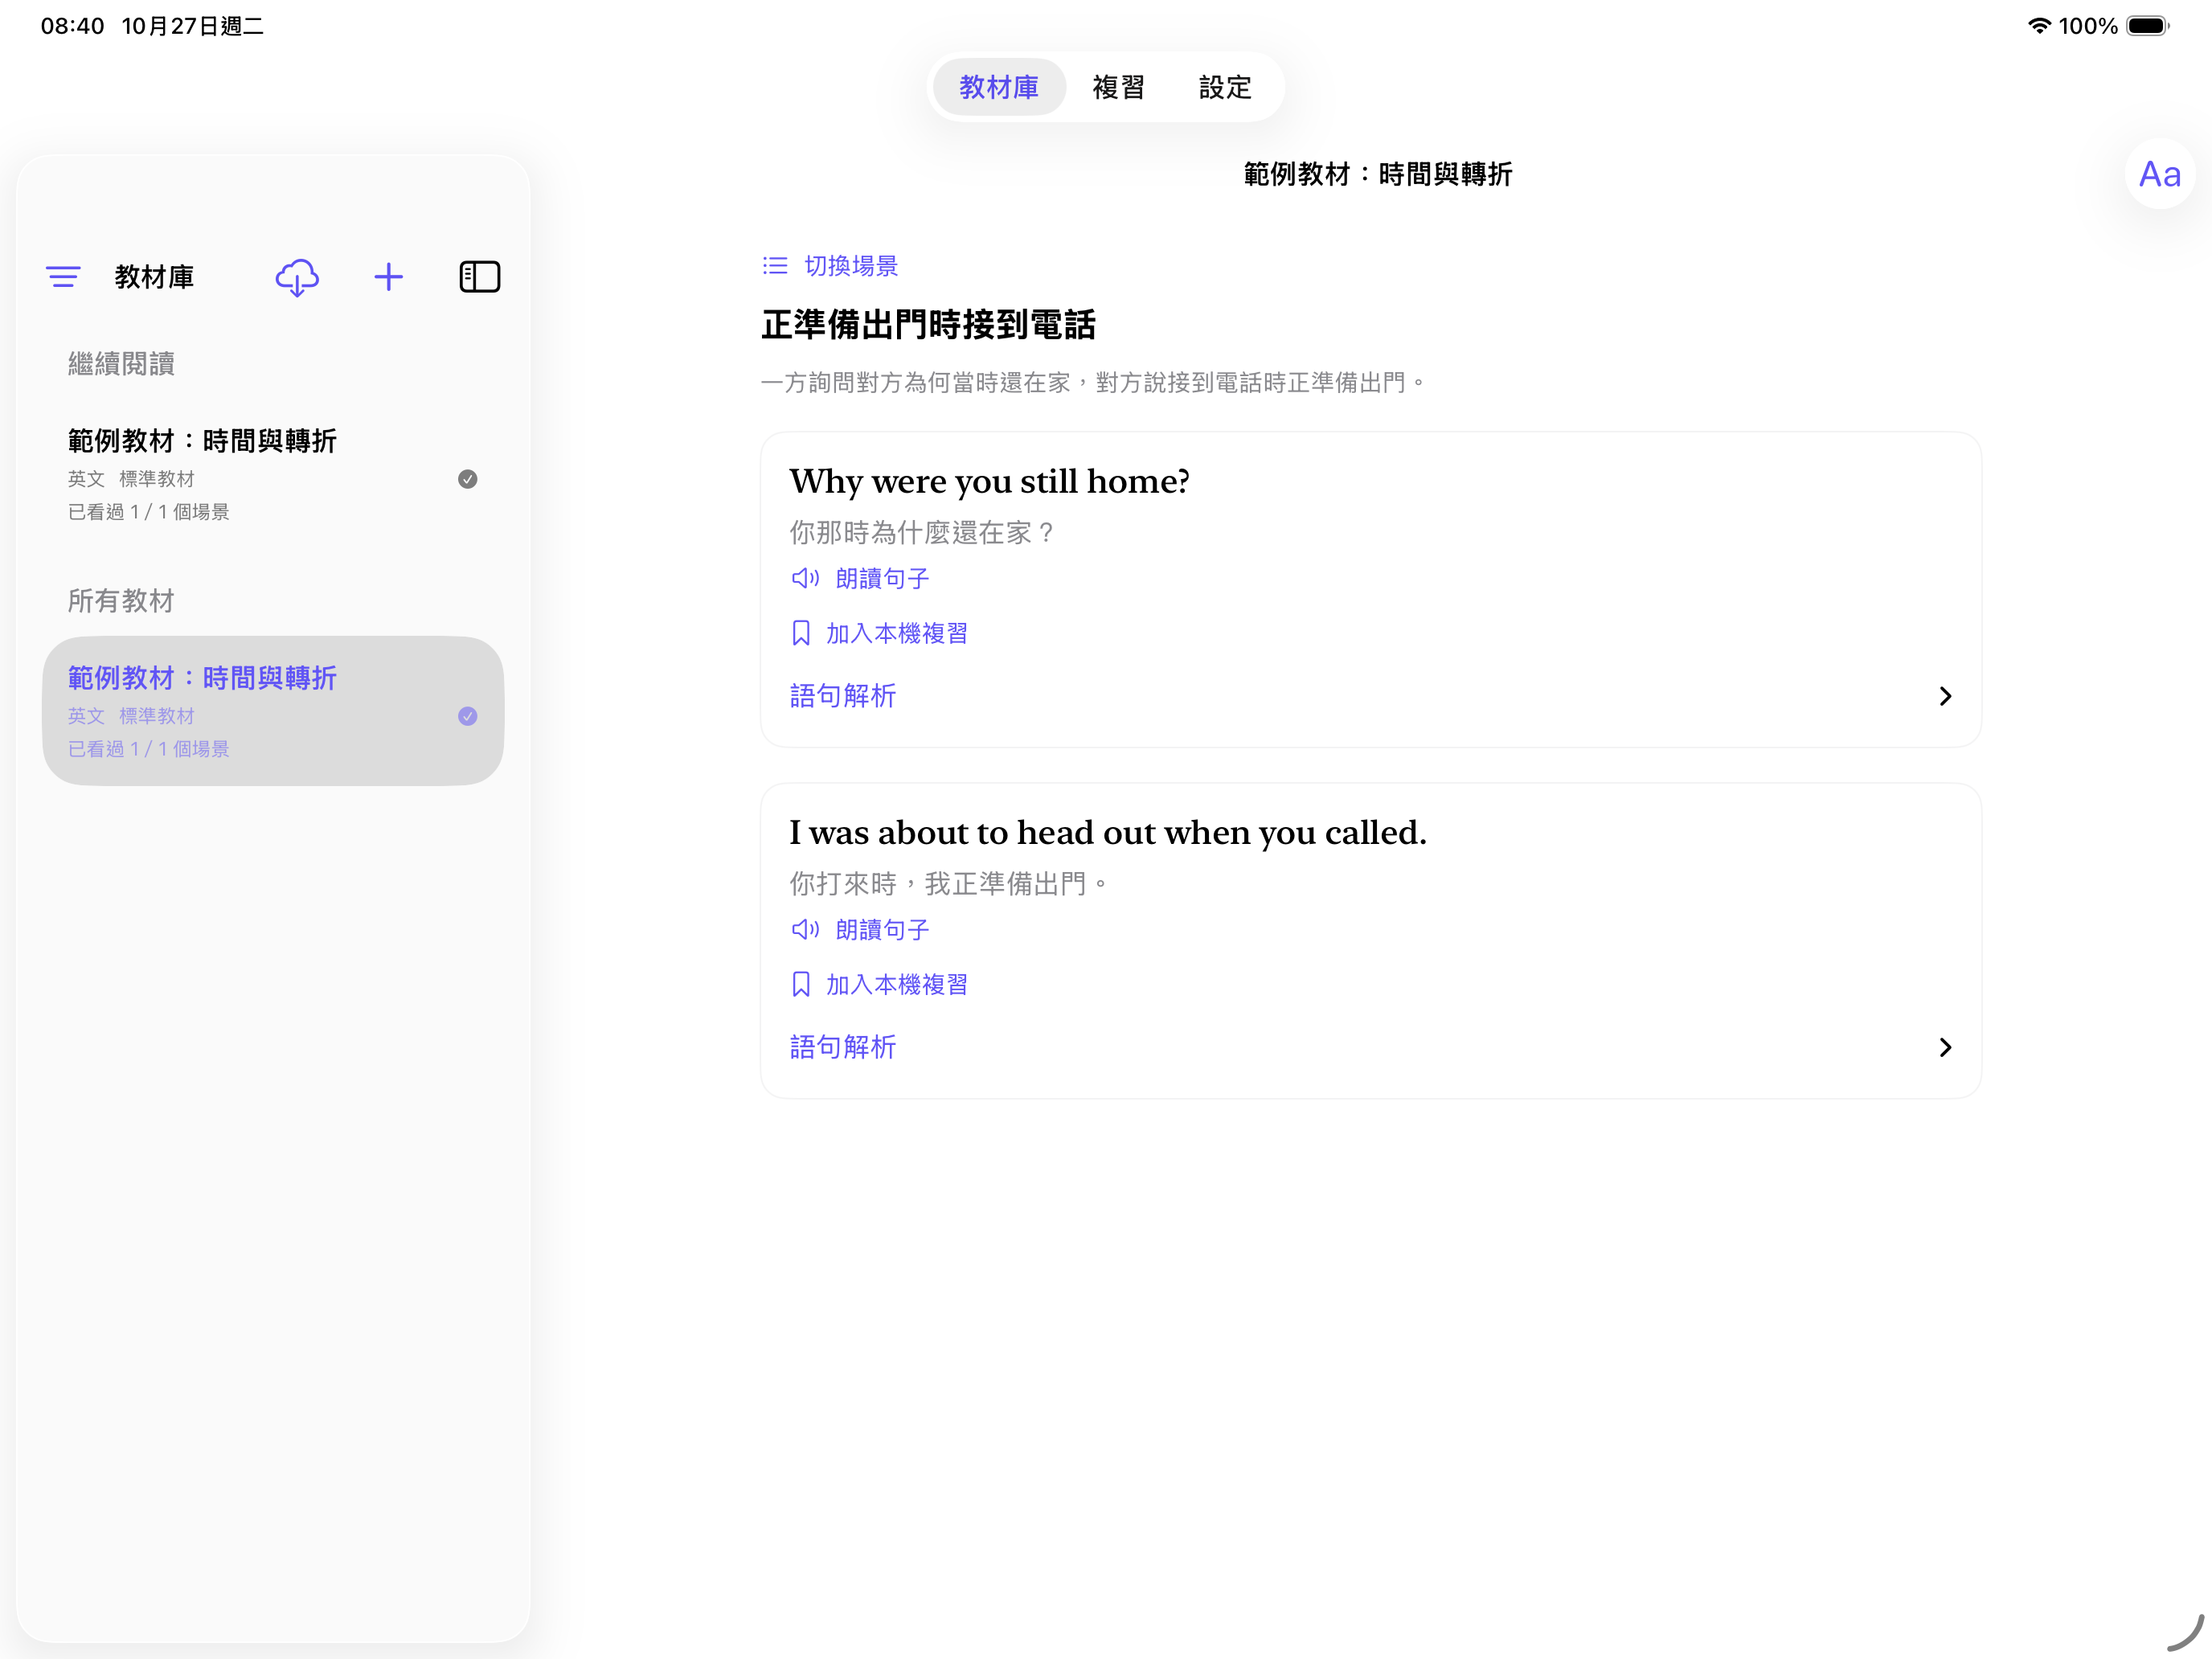 08:40 10月27日週二
100%
教材庫 複習 設定
範例教材：時間與轉折
Aa
教材庫
繼續閱讀
範例教材：時間與轉折
英文 標準教材
已看過 1 / 1 個場景
所有教材
範例教材：時間與轉折
英文 標準教材
已看過 1 / 1 個場景
切換場景
正準備出門時接到電話
一方詢問對方為何當時還在家，對方說接到電話時正準備出門。
Why were you still home?
你那時為什麼還在家？
朗讀句子
加入本機複習
語句解析
I was about to head out when you called.
你打來時，我正準備出門。
朗讀句子
加入本機複習
語句解析